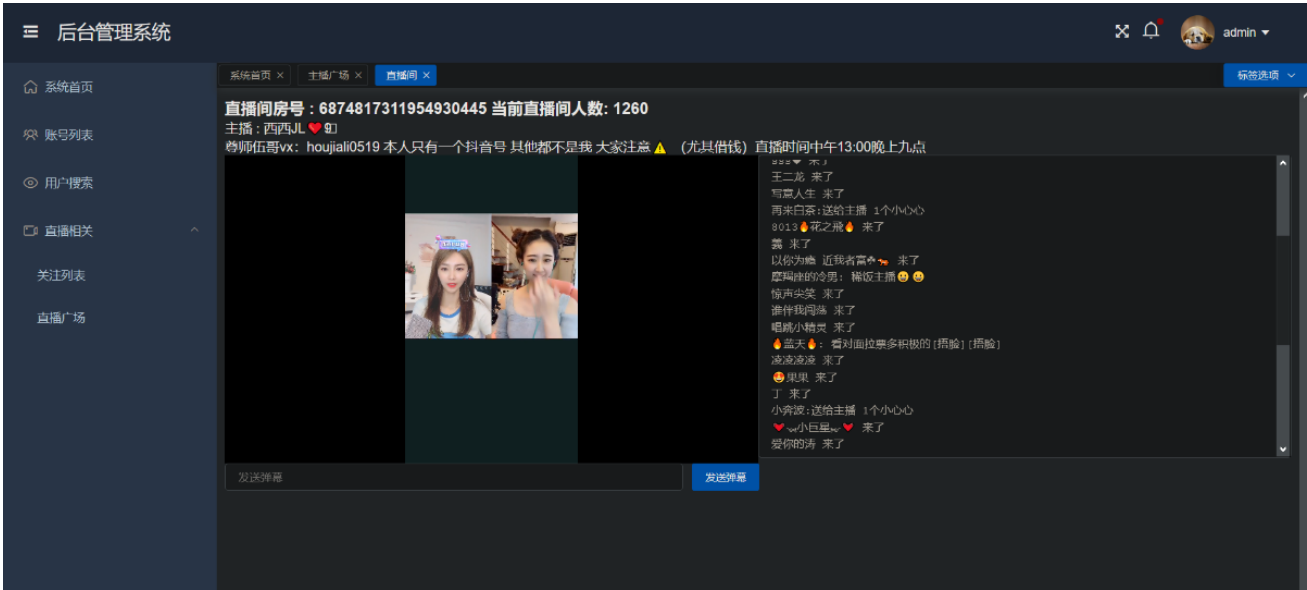 后台管理系统
admin
系统首页
账号列表
用户搜索
直播相关
关注列表
直播广场
系统首页 × 主播广场 × 直播间 ×
标签选项
直播间房号 : 6874817311954930445 当前直播间人数: 1260
主播 : 西西JL ❤️
尊师伍哥vx：houjiali0519 本人只有一个抖音号 其他都不是我 大家注意⚠️ （尤其借钱）直播时间中午13:00晚上九点
王二龙 来了
写意人生 来了
再来白茶:送给主播 1个小心心
8013🔥花之飛🔥 来了
来了
以你为瘾 近我者富 来了
摩羯座的冷男: 稀饭主播😀😀
惊声尖笑 来了
谁伴我闯荡 来了
唱跳小精灵 来了
🔥蓝天🔥: 看对面拉票多积极的[捂脸][捂脸]
凌凌凌凌 来了
😍果果 来了
丁 来了
小奔波:送给主播 1个小心心
❤️小巨星❤️ 来了
爱你的涛 来了
发送弹幕
发送弹幕